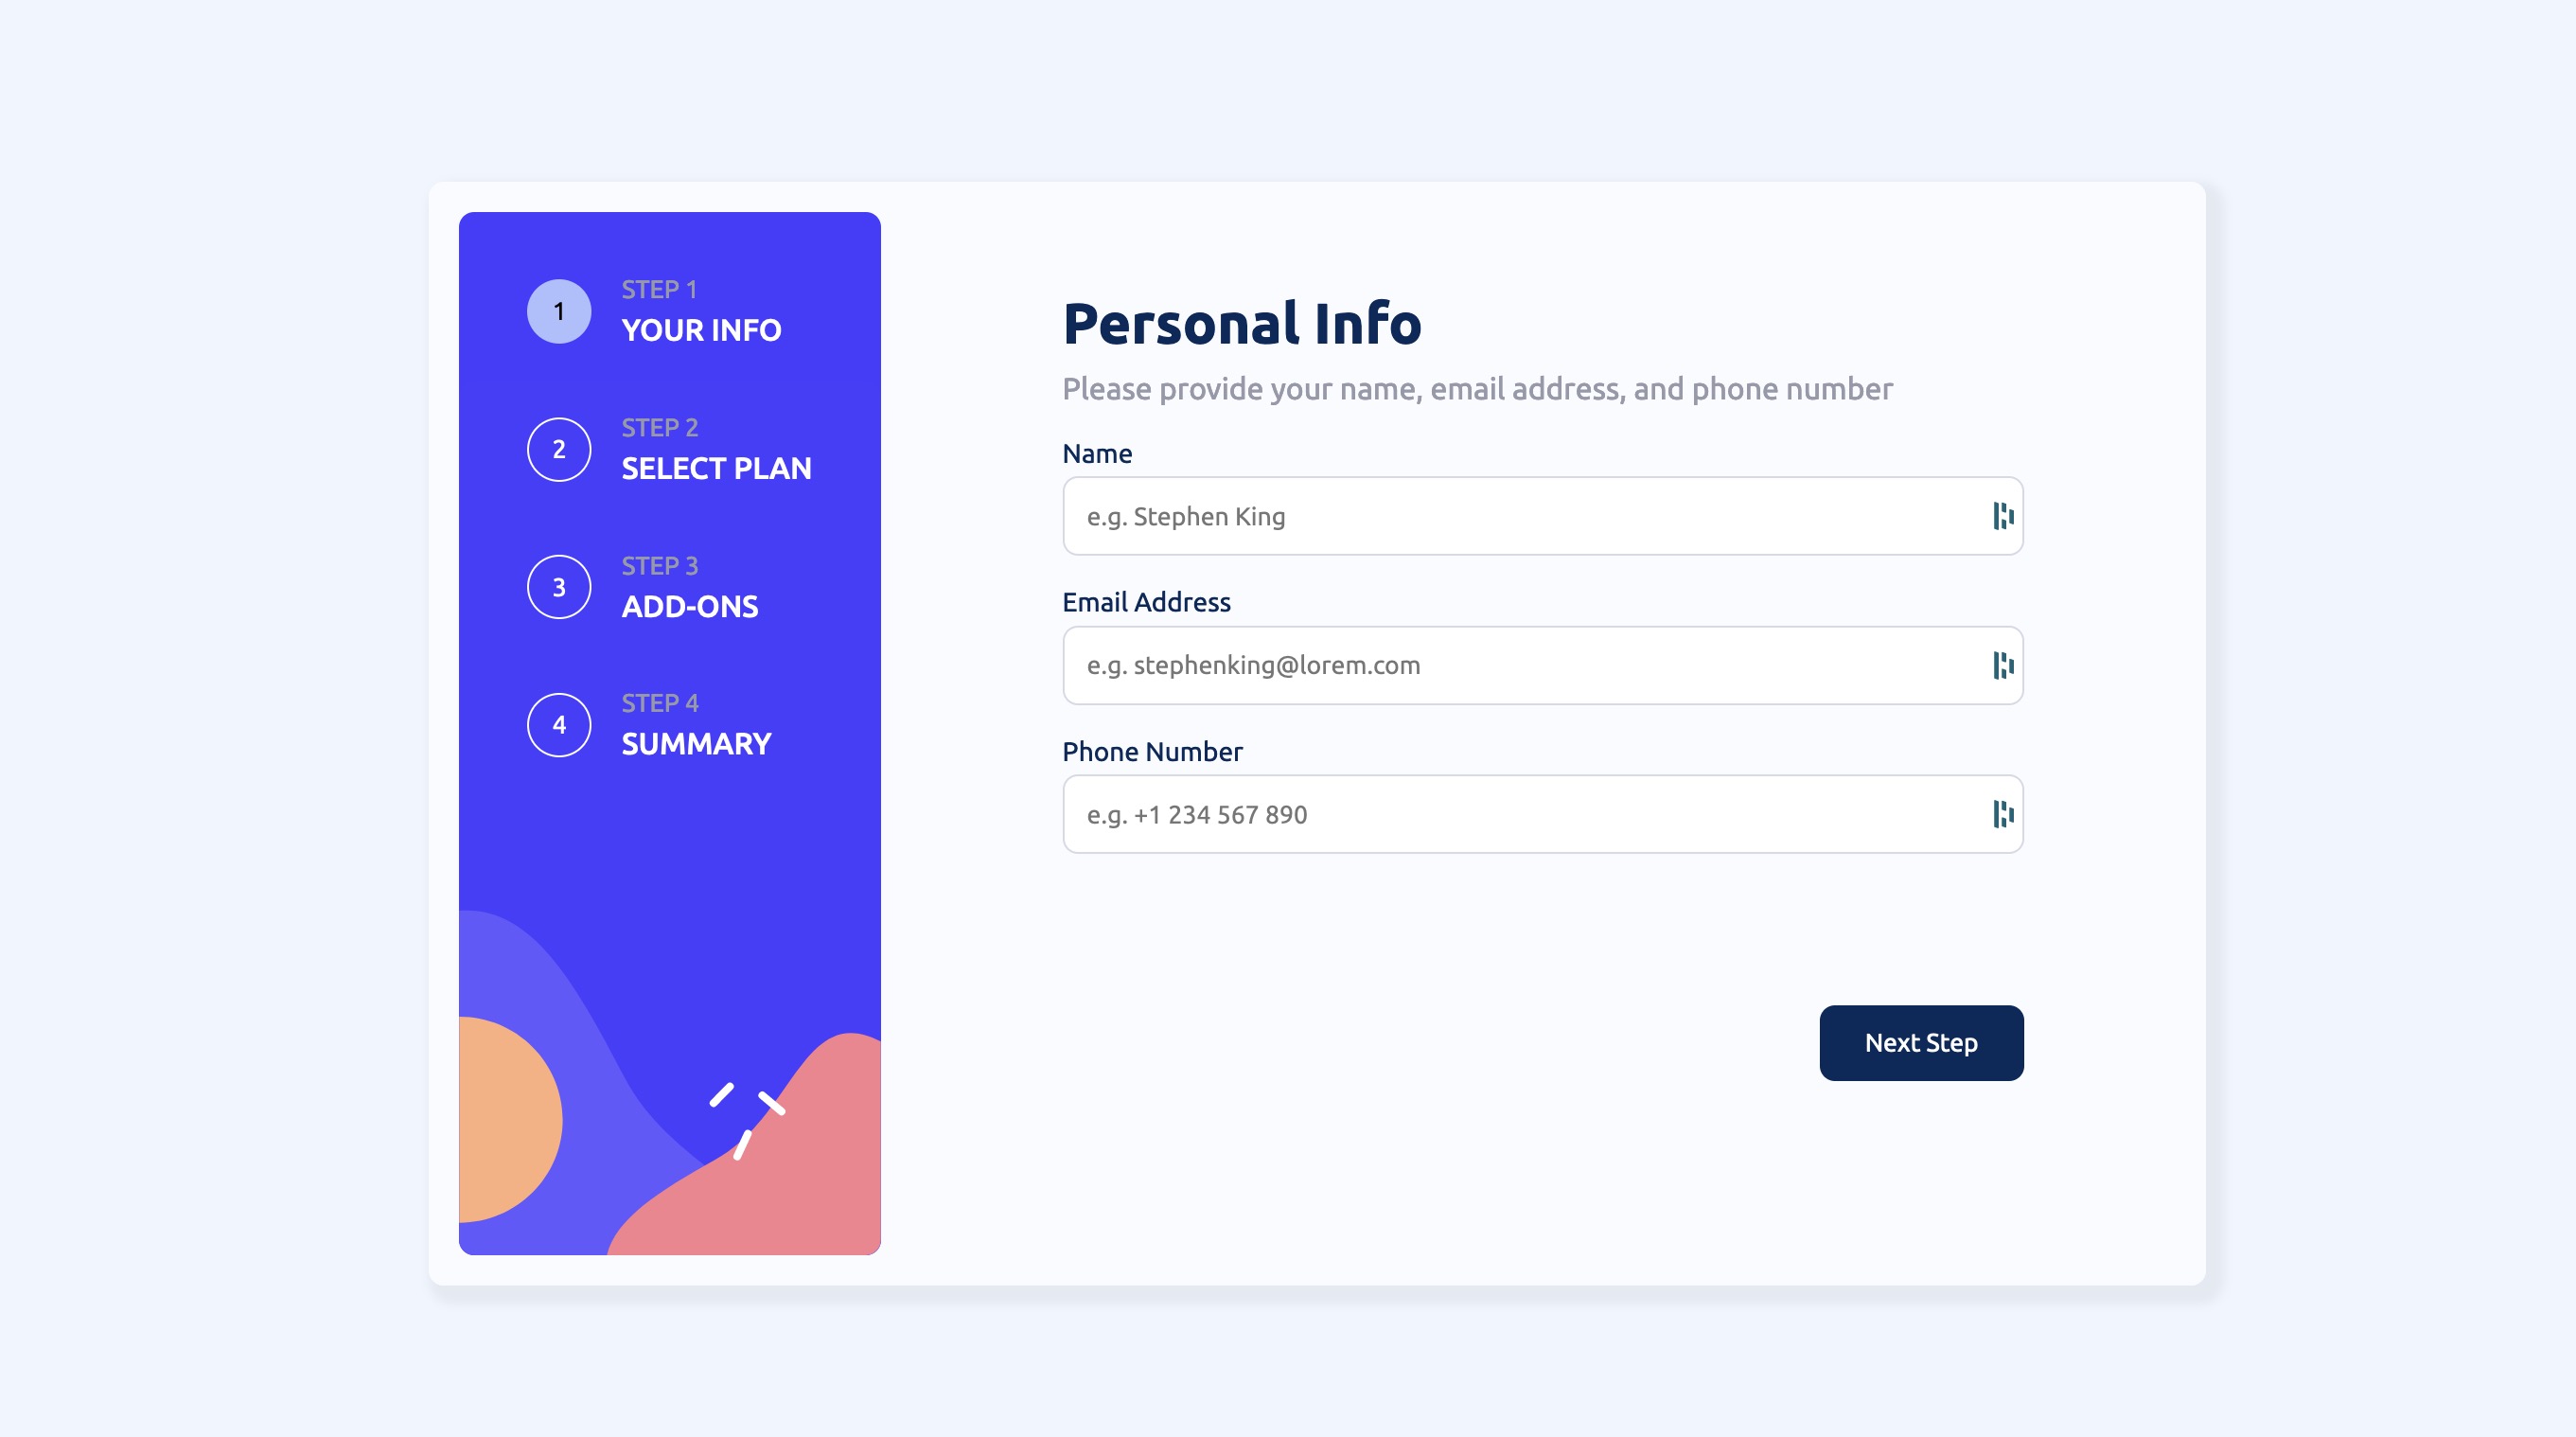 1
STEP 1
YOUR INFO
2
STEP 2
SELECT PLAN
3
STEP 3
ADD-ONS
4
STEP 4
SUMMARY
Personal Info
Please provide your name, email address, and phone number
Name
e.g. Stephen King
Email Address
e.g. stephenking@lorem.com
Phone Number
e.g. +1 234 567 890
Next Step